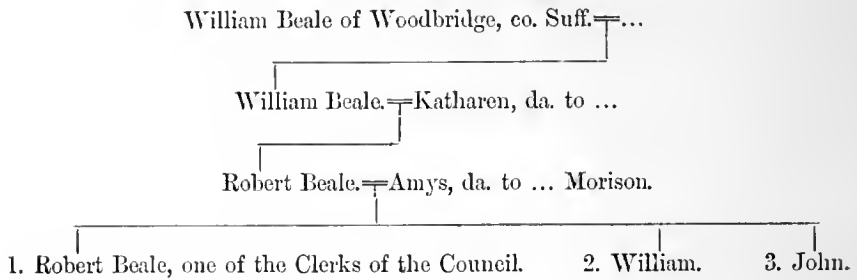 William Beale of Woodbridge, co. Suff.=...
William Beale.=Katharen, da. to ...
Robert Beale.=Amys, da. to ... Morison.
1. Robert Beale, one of the Clerks of the Council. 2. William. 3. John.